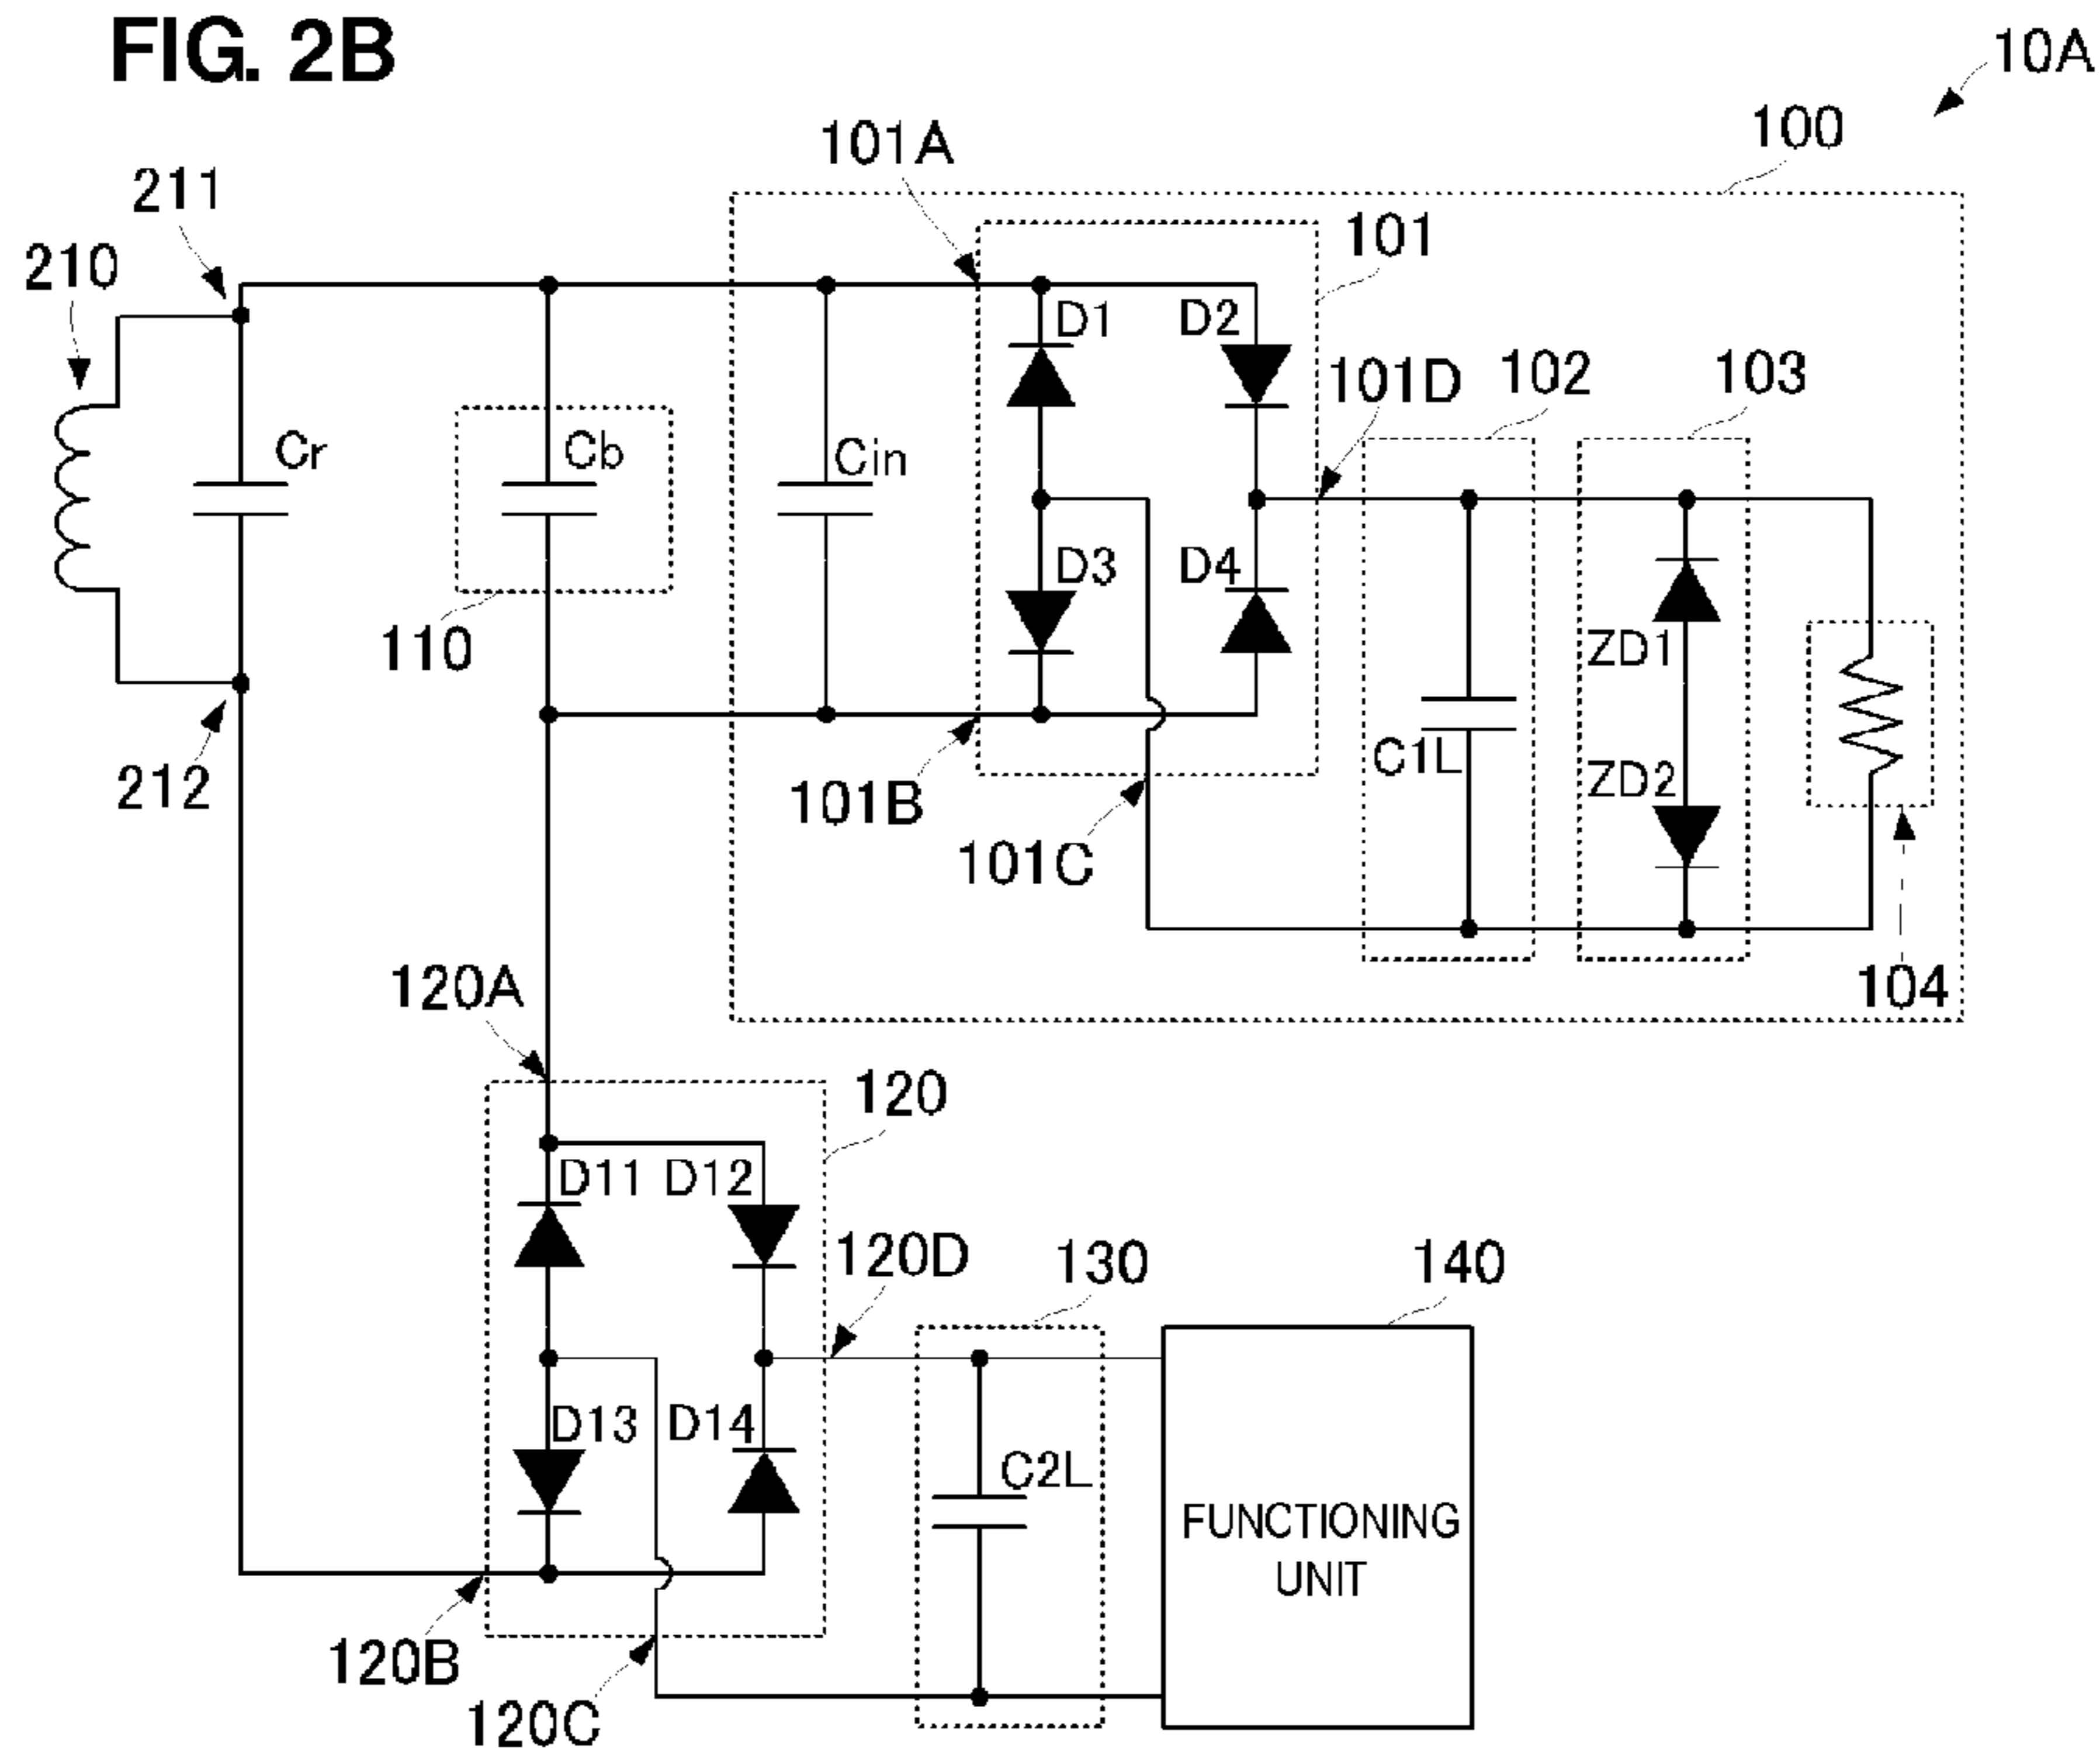 FIG. 2B
10A
100
101A
211
101
210
D1
D2
101D
102
103
Cr
Cb
Cin
D3
D4
110
ZD1
C1L
212
101B
ZD2
101C
120A
104
120
D11
D12
120D
130
140
D13
D14
C2L
FUNCTIONING
UNIT
120B
120C